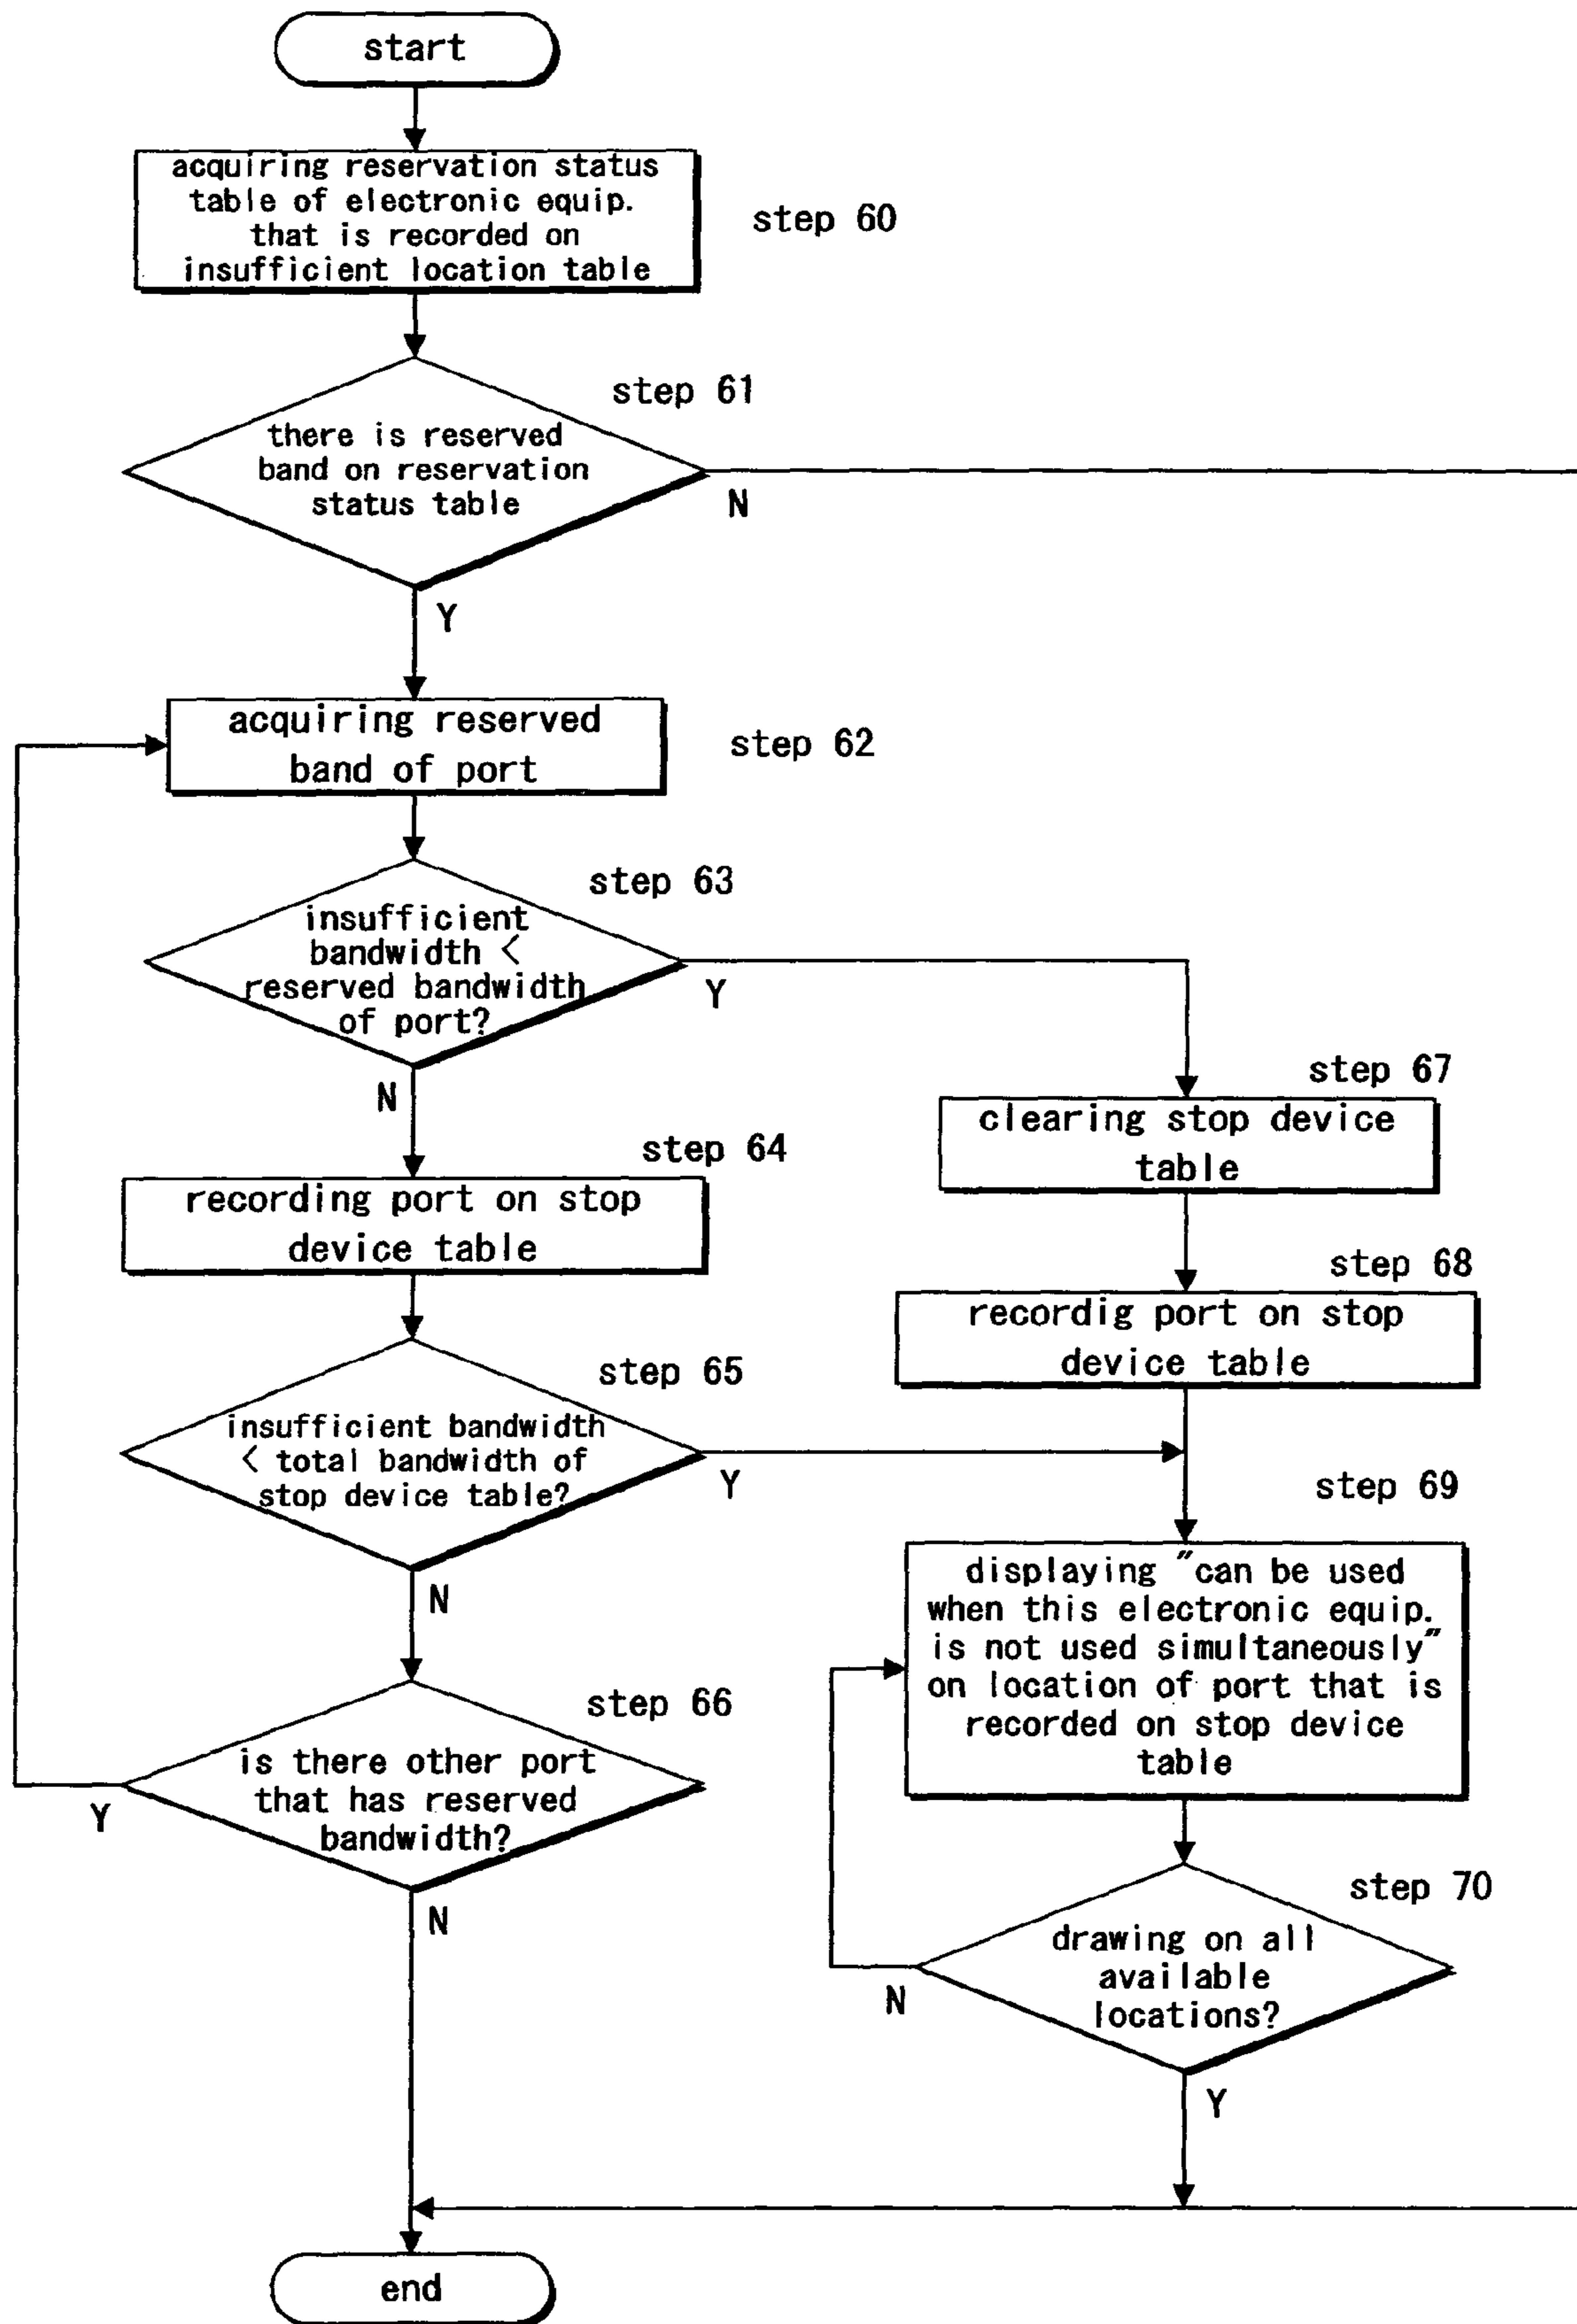 start
acquiring reservation status
table of electronic equip.
that is recorded on
insufficient location table
step 60
step 61
there is reserved
band on reservation
status table
N
Y
acquiring reserved
band of port
step 62
step 63
insufficient
bandwidth <
reserved bandwidth
of port?
Y
N
step 67
clearing stop device
table
step 64
recording port on stop
device table
step 68
recordig port on stop
device table
step 65
insufficient bandwidth
< total bandwidth of
stop device table?
Y
N
step 69
displaying "can be used
when this electronic equip.
is not used simultaneously"
on location of port that is
recorded on stop device
table
step 66
is there other port
that has reserved
bandwidth?
Y
N
step 70
drawing on all
available
locations?
N
Y
end